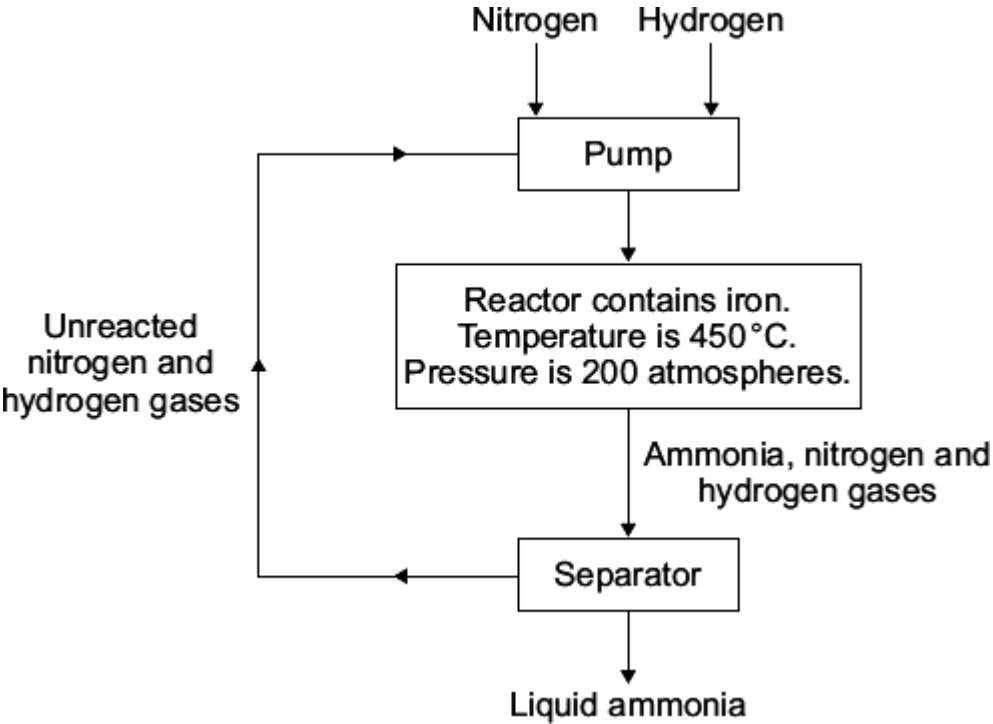 Nitrogen Hydrogen
Pump
Reactor contains iron.
Temperature is 450°C.
Pressure is 200 atmospheres.
Unreacted
nitrogen and
hydrogen gases
Ammonia, nitrogen and
hydrogen gases
Separator
Liquid ammonia